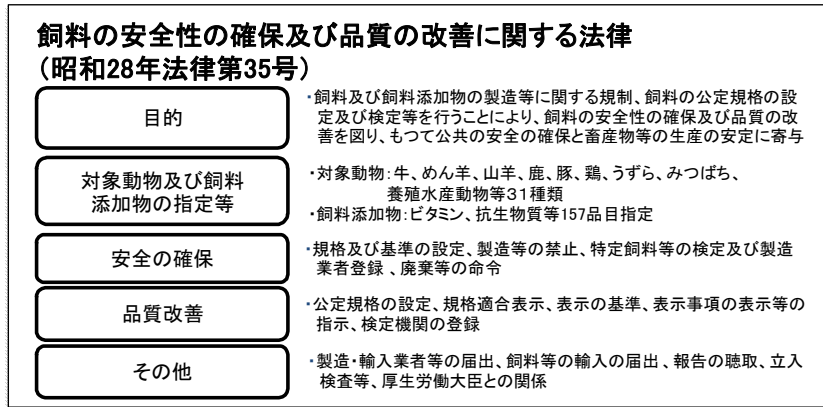 飼料の安全性の確保及び品質の改善に関する法律
（昭和28年法律第35号）
目的
・飼料及び飼料添加物の製造等に関する規制、飼料の公定規格の設
定及び検定等を行うことにより、飼料の安全性の確保及び品質の改
善を図り、もつて公共の安全の確保と畜産物等の生産の安定に寄与
対象動物及び飼料
添加物の指定等
・対象動物：牛、めん羊、山羊、鹿、豚、鶏、うずら、みつばち、
養殖水産動物等３１種類
・飼料添加物：ビタミン、抗生物質等157品目指定
安全の確保
・規格及び基準の設定、製造等の禁止、特定飼料等の検定及び製造
業者登録 、廃棄等の命令
品質改善
・公定規格の設定、規格適合表示、表示の基準、表示事項の表示等の
指示、検定機関の登録
その他
・製造・輸入業者等の届出、飼料等の輸入の届出 、報告の聴取、立入
検査等、厚生労働大臣との関係